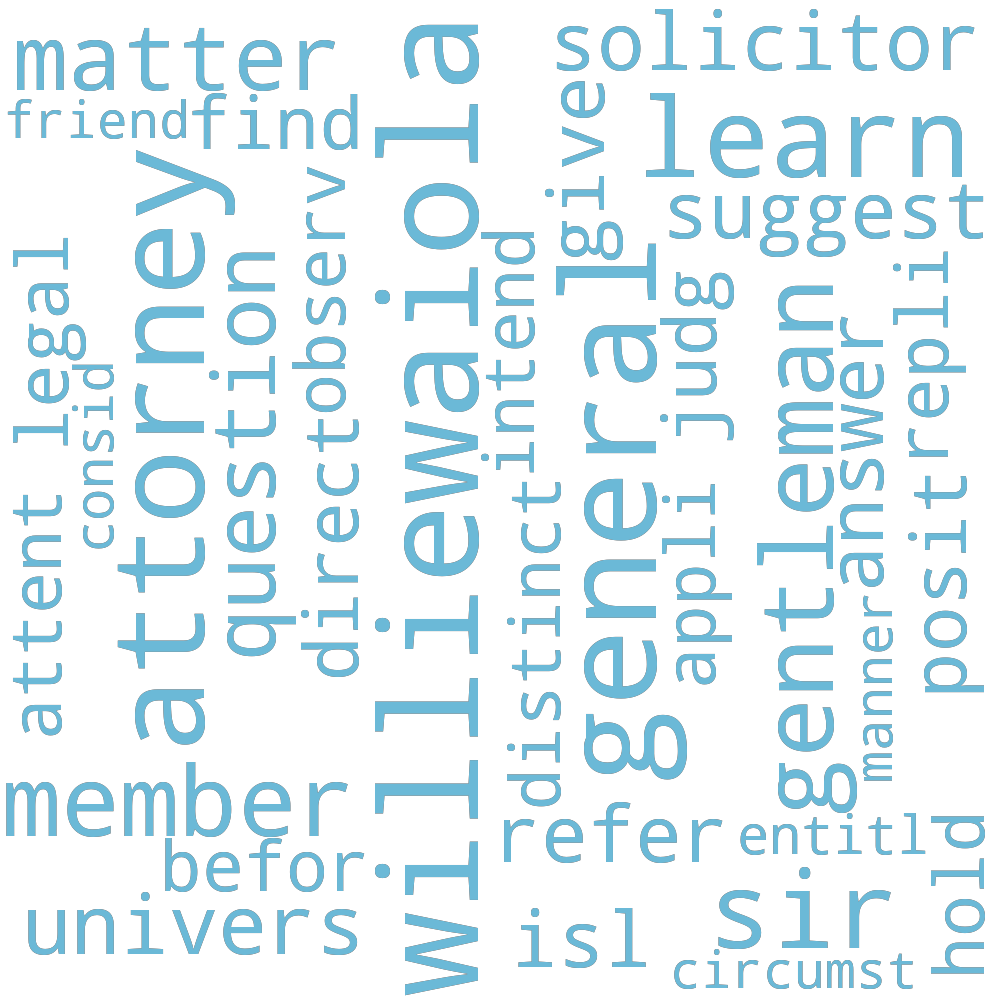 matter
solicitor
friend
find
learn
give
suggest
attorney
observ
williewaiola
legal
question
intend
general
judg
gentleman
answer
repli
consid
direct
attent
distinct
appli
posit
manner
member
befor
refer
entitl
hold
univers
isl
sir
circumst